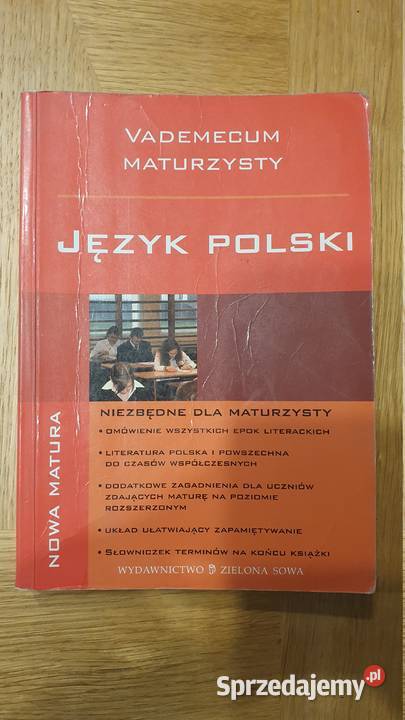 VADEMECUM
MATURZYSTY
JĘZYK POLSKI
NOWA MATURA
NIEZBĘDNE DLA MATURZYSTY
• OMÓWIENIE WSZYSTKICH EPOK LITERACKICH
• LITERATURA POLSKA I POWSZECHNA
DO CZASÓW WSPÓŁCZESNYCH
• DODATKOWE ZAGADNIENIA DLA UCZNIÓW
ZDAJĄCYCH MATURĘ NA POZIOMIE
ROZSZERZONYM
• UKŁAD UŁATWIAJĄCY ZAPAMIĘTYWANIE
• SŁOWNICZEK TERMINÓW NA KOŃCU KSIĄŻKI
WYDAWNICTWO ZIELONA SOWA
Sprzedajemy.pl